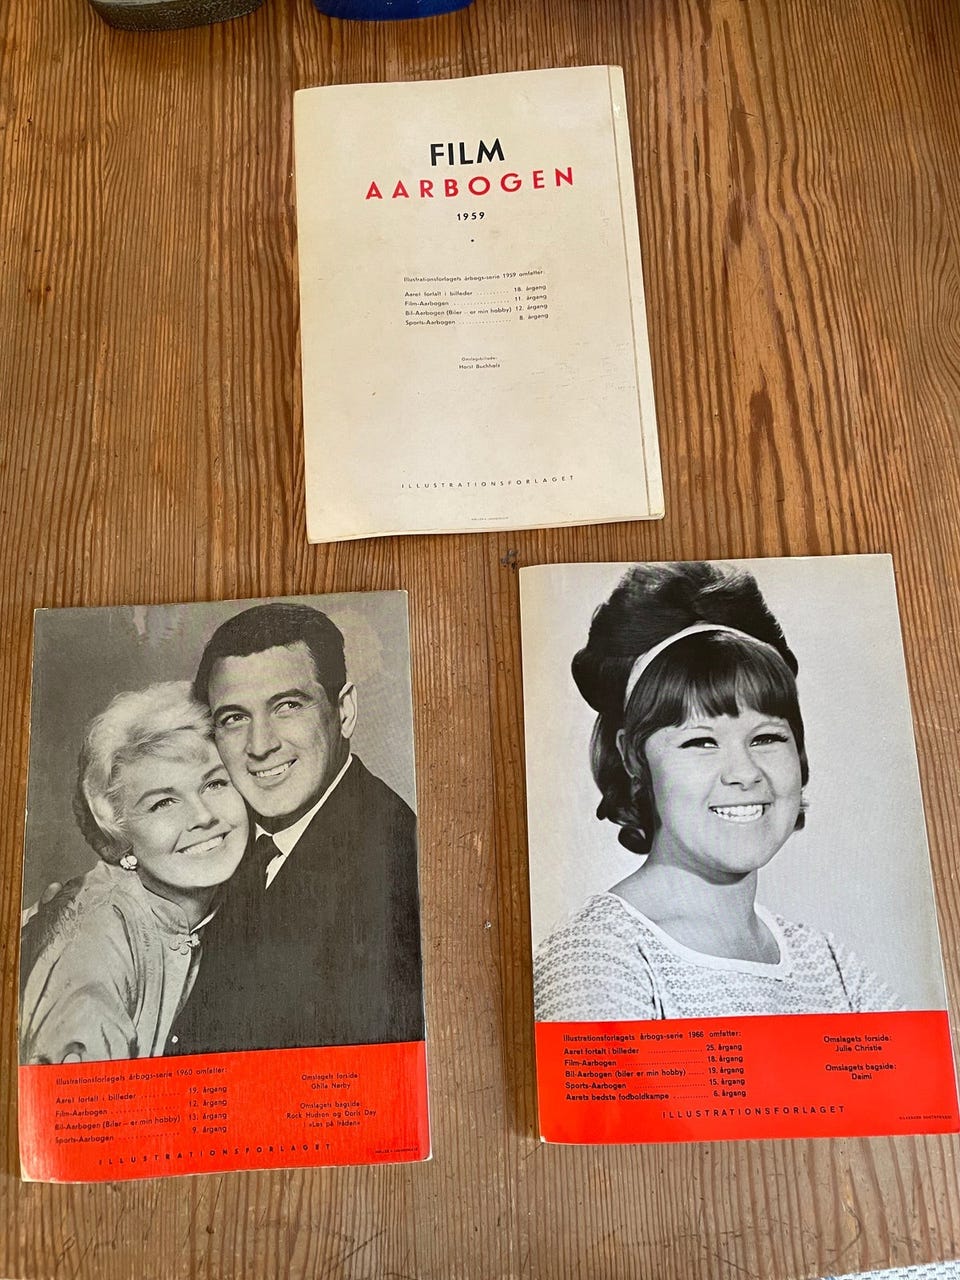 FILM
AARBOGEN
1959
Illustrationsforlagets årbogs-serie 1959 omfatter:
Aaret fortalt i billeder .......... 18. årgang
Film-Aarbogen .................. 11. årgang
Bil-Aarbogen (Biler – er min hobby) 12. årgang
Sports-Aarbogen ................ 8. årgang
Omslagsbillede:
Horst Buchholz
ILLUSTRATIONSFORLAGET
Illustrationsforlagets årbogs-serie 1960 omfatter:
Aaret fortalt i billeder .............. 19. årgang
Film-Aarbogen .................... 12. årgang
Bil-Aarbogen (Biler – er min hobby) .. 13. årgang
Sports-Aarbogen .................. 9. årgang
Omslagets forside:
Ghita Nørby
Omslagets bagside:
Rock Hudson og Doris Day
i »Løs på tråden«
ILLUSTRATIONSFORLAGET
Illustrationsforlagets årbogs-serie 1966 omfatter:
Aaret fortalt i billeder .................. 25. årgang
Film-Aarbogen ........................ 18. årgang
Bil-Aarbogen (biler er min hobby) ...... 19. årgang
Sports-Aarbogen ...................... 15. årgang
Aarets bedste fodboldkampe ...... 6. årgang
Omslagets forside:
Julie Christie
Omslagets bagside:
Daimi
ILLUSTRATIONSFORLAGET